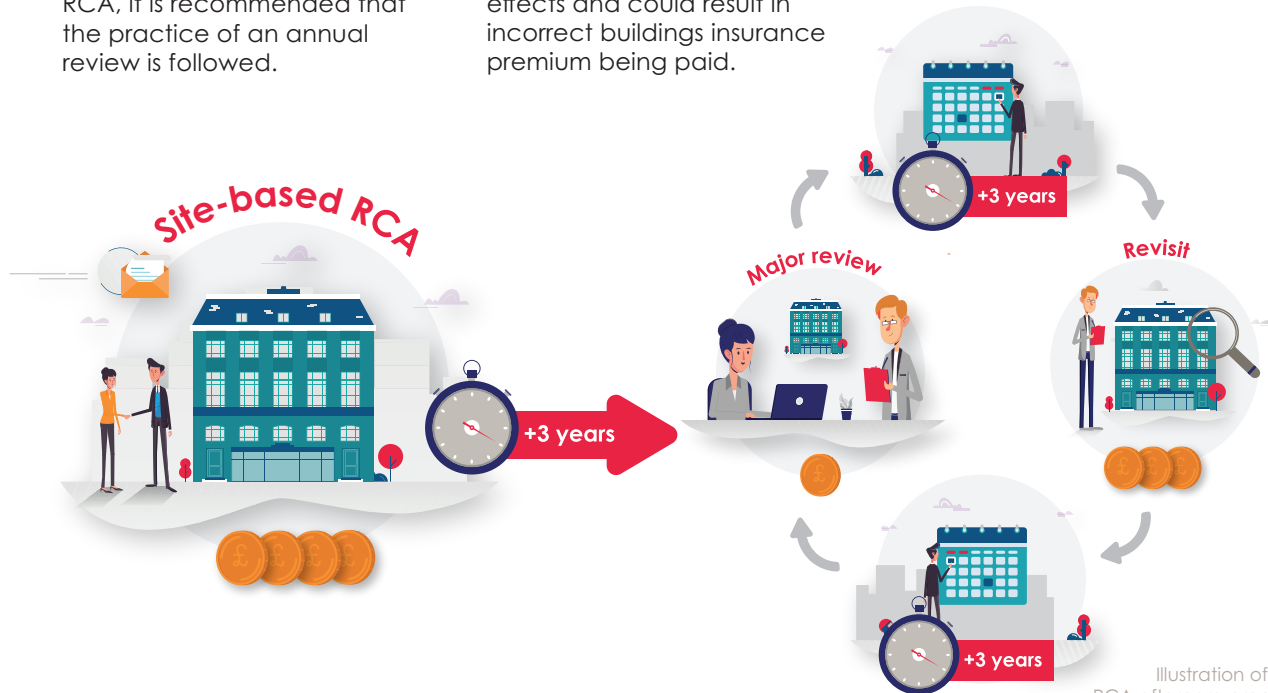 RCA, it is recommended that
the practice of an annual
review is followed.
effects and could result in
incorrect buildings insurance
premium being paid.
Site-based RCA
+3 years
Major review
+3 years
Revisit
+3 years
££££
£
£££
Illustration of